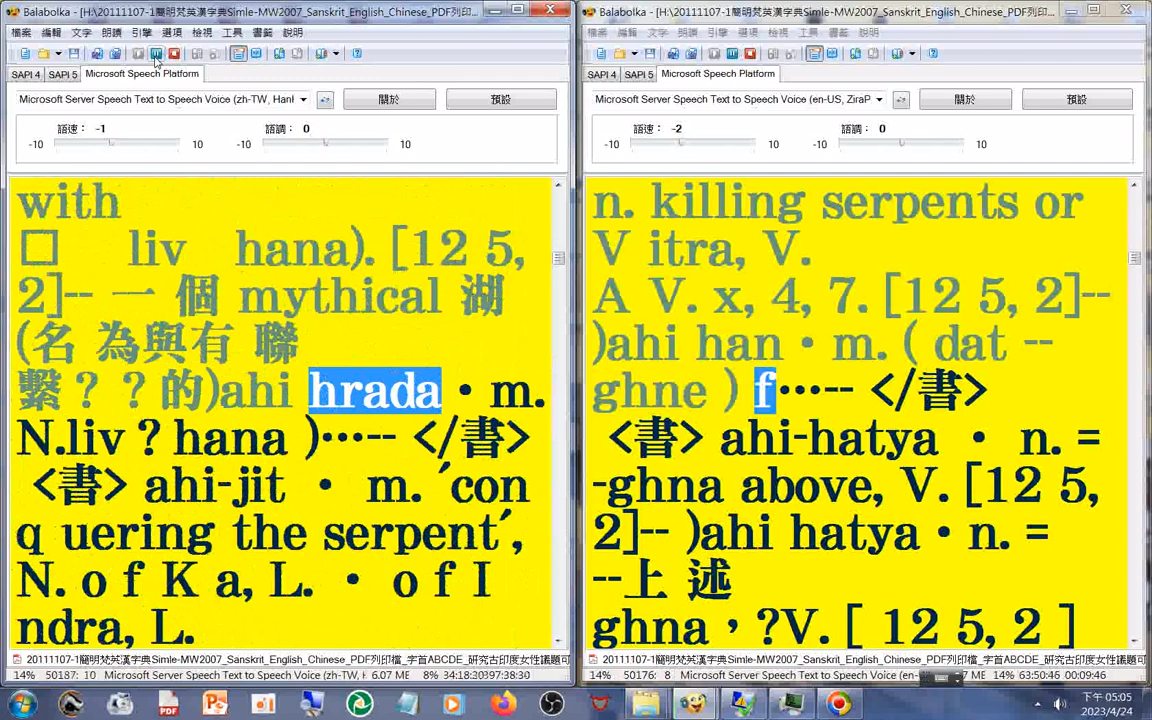 Balabolka - [H:\20111107-1簡明梵英漢字典Simle-MW2007_Sanskrit_English_Chinese_PDF列印...
檔案 編輯 文字 朗讀 引擎 選項 檢視 工具 書籤 說明
SAPI 4 SAPI 5 Microsoft Speech Platform
Microsoft Server Speech Text to Speech Voice (zh-TW, Hanl
關於 預設
語速： -1 語調： 0
-10 10 -10 10
with
□ liv hana). [12 5,
2]-- 一 個 mythical 湖
(名 為與有 聯
繫？？的)ahi hrada • m.
N.liv ? hana )…-- </書>
<書> ahi-jit • m. ´con
q uering the serpent´,
N. o f K a, L. • o f I
ndra, L.
20111107-1簡明梵英漢字典Simle-MW2007_Sanskrit_English_Chinese_PDF列印檔_字首ABCDE_研究古印度女性議題可
14% 50187: 10 Microsoft Server Speech Text to Speech Voice (zh-TW, H 6.07 ME 8% 34:18:30397:38:30
Balabolka - [H:\20111107-1簡明梵英漢字典Simle-MW2007_Sanskrit_English_Chinese_PDF列印...
檔案 編輯 文字 朗讀 引擎 選項 檢視 工具 書籤 說明
SAPI 4 SAPI 5 Microsoft Speech Platform
Microsoft Server Speech Text to Speech Voice (en-US, ZiraP
關於 預設
語速： -2 語調： 0
-10 10 -10 10
n. killing serpents or
V itra, V.
A V. x, 4, 7. [12 5, 2]--
)ahi han • m. ( dat --
ghne ) f…-- </書>
<書> ahi-hatya • n. =
-ghna above, V. [12 5,
2]-- )ahi hatya • n. =
--上 述
ghna，?V. [ 12 5, 2 ]
20111107-1簡明梵英漢字典Simle-MW2007_Sanskrit_English_Chinese_PDF列印檔_字首ABCDE_研究古印度女性議題可
14% 50176: 8 Microsoft Server Speech Text to Speech Voice (en- 14% 63:50:46 00:09:46
下午 05:05
2023/4/24